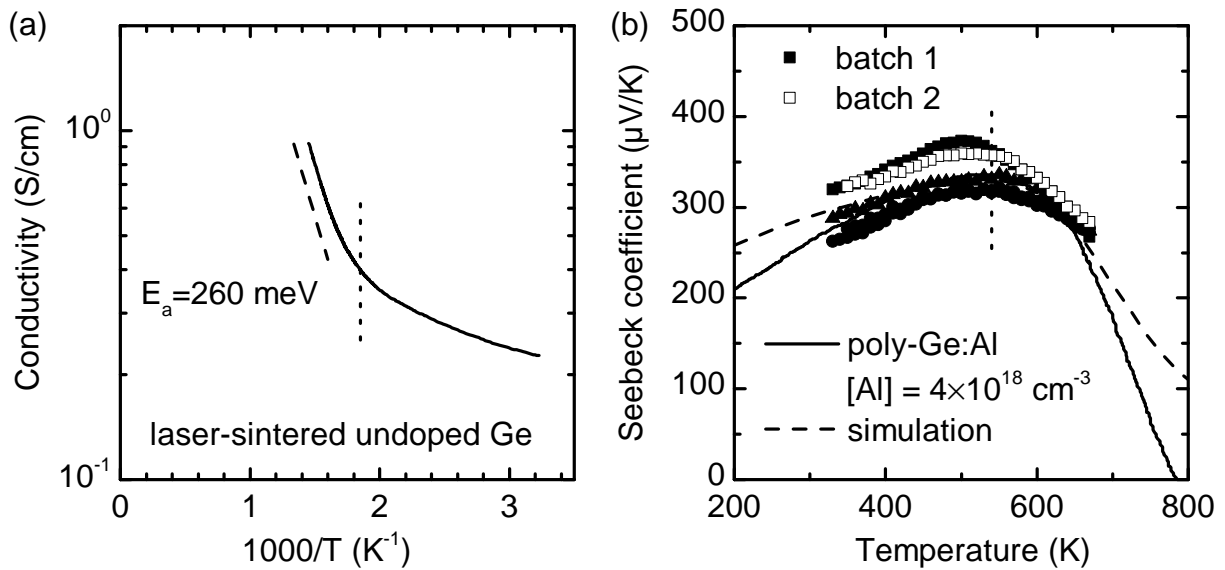 (a)
10^0
10^-1
Conductivity (S/cm)
E_a=260 meV
laser-sintered undoped Ge
0 1 2 3
1000/T (K^-1)
(b)
500
400
300
200
100
0
Seebeck coefficient (µV/K)
batch 1
batch 2
poly-Ge:Al
[Al] = 4×10^18 cm^-3
simulation
200 400 600 800
Temperature (K)